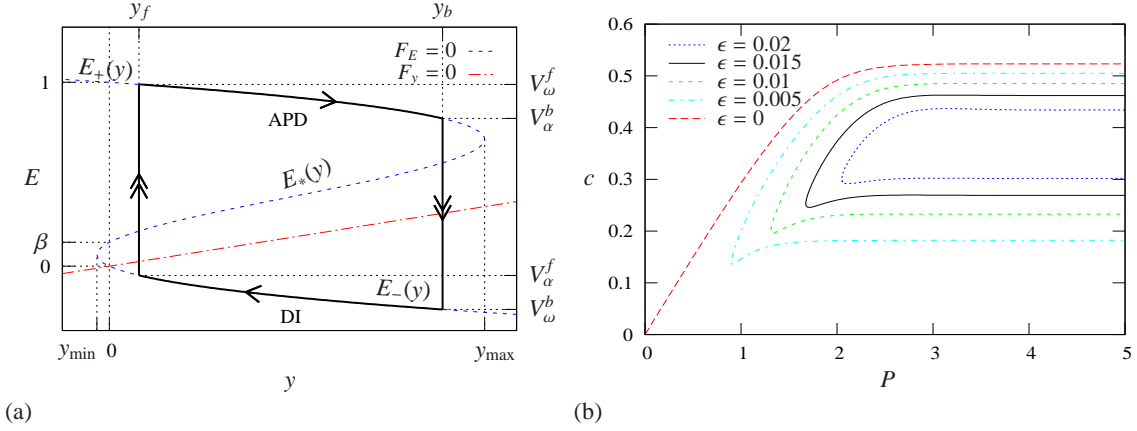 y_f y_b
F_E = 0
F_y = 0
E_+(y)
1
V_ω^f
V_α^b
APD
E
E_*(y)
β
0
V_α^f
E_−(y)
V_ω^b
DI
y_min 0 y_max
y
(a)
0.6
ϵ = 0.02
ϵ = 0.015
ϵ = 0.01
ϵ = 0.005
ϵ = 0
0.5
0.4
c
0.3
0.2
0.1
0
0 1 2 3 4 5
P
(b)